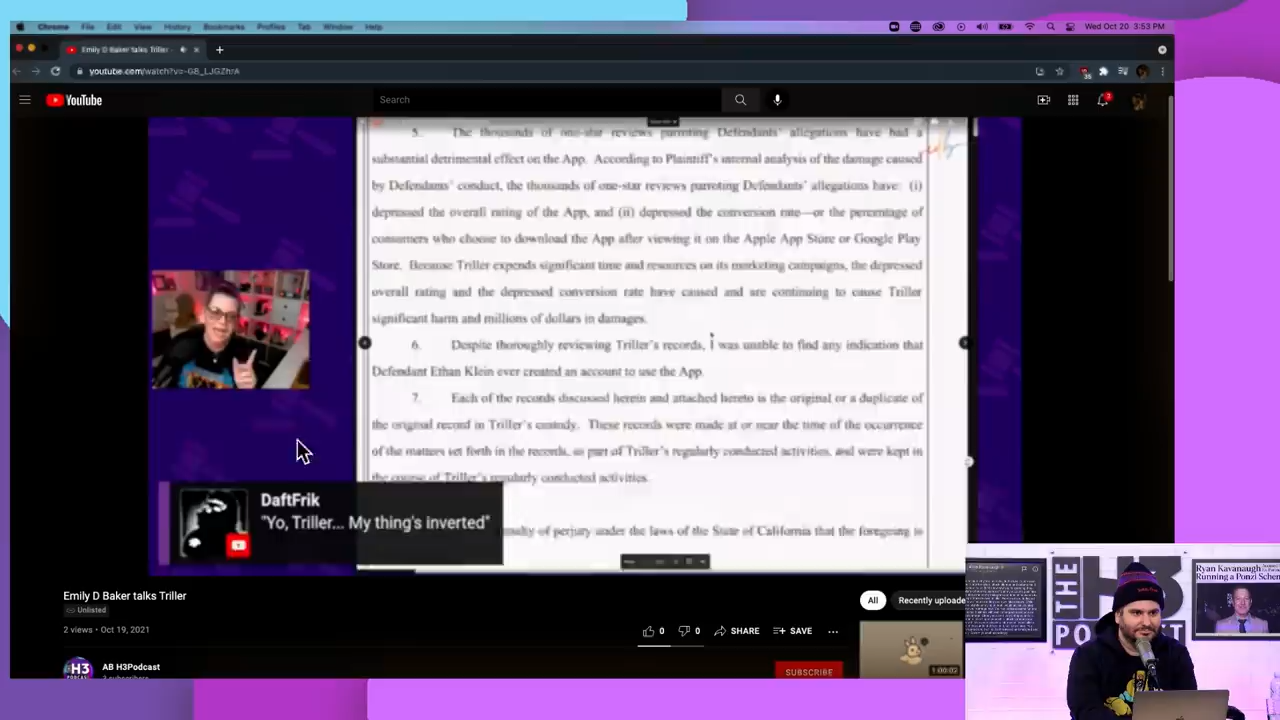 Chrome File Edit View History Bookmarks Profiles Tab Window Help
Wed Oct 20 3:53 PM
Emily D Baker talks Triller -
youtube.com/watch?v=-GB_LJGZhrA
YouTube
Search
3
5. The thousands of one-star reviews parroting Defendants' allegations have had a
substantial detrimental effect on the App. According to Plaintiff's internal analysis of the damage caused
by Defendants' conduct, the thousands of one-star reviews parroting Defendants' allegations have: (i)
depressed the overall rating of the App, and (ii) depressed the conversion rate—or the percentage of
consumers who choose to download the App after viewing it on the Apple App Store or Google Play
Store. Because Triller expends significant time and resources on its marketing campaigns, the depressed
overall rating and the depressed conversion rate have caused and are continuing to cause Triller
significant harm and millions of dollars in damages.
6. Despite thoroughly reviewing Triller's records, I was unable to find any indication that
Defendant Ethan Klein ever created an account to use the App.
7. Each of the records discussed herein and attached hereto is the original or a duplicate of
the original record in Triller's custody. These records were made at or near the time of the occurrence
of the matters set forth in the records, as part of Triller's regularly conducted activities, and were kept in
the course of Triller's regularly conducted activities.
DaftFrik
"Yo, Triller... My thing's inverted"
penalty of perjury under the laws of the State of California that the foregoing is
Emily D Baker talks Triller
Unlisted
2 views • Oct 19, 2021
All
Recently uploade
0
0
SHARE
SAVE
H3
PODCAST
AB H3Podcast
SUBSCRIBE
1:00:02
THE
H3
PODCAST
Ryan Kavanaugh
Running a Ponzi Schem